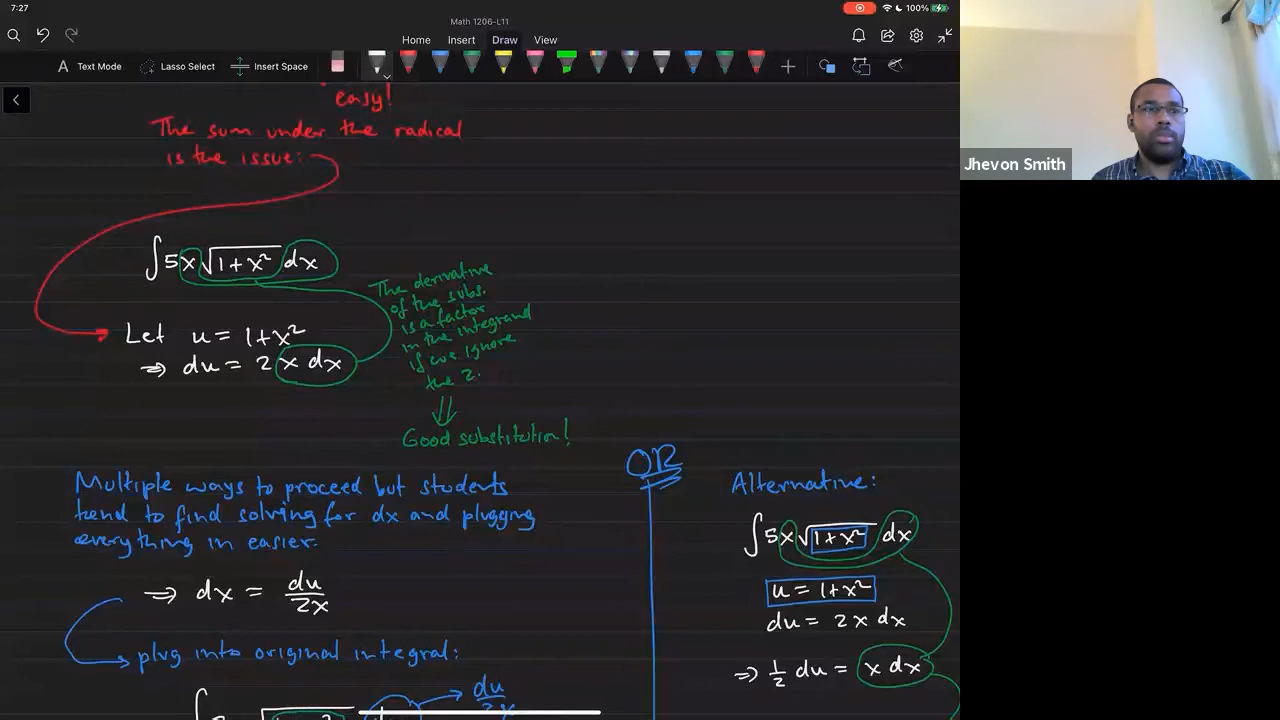 7:27
100%
Math 1206-L11
Home Insert Draw View
Text Mode Lasso Select Insert Space
easy!
The sum under the radical
is the issue:
∫5x√(1+x²) dx
Let u = 1+x²
⇒ du = 2x dx
The derivative
of the subs.
is a factor
in the integrand
if we ignore
the 2.
⇓
Good substitution!
Multiple ways to proceed but students
tend to find solving for dx and plugging
everything in easier.
⇒ dx = du/2x
plug into original integral:
du/2x
OR
Alternative:
∫5x√(1+x²) dx
u = 1+x²
du = 2x dx
⇒ ½ du = x dx
Jhevon Smith